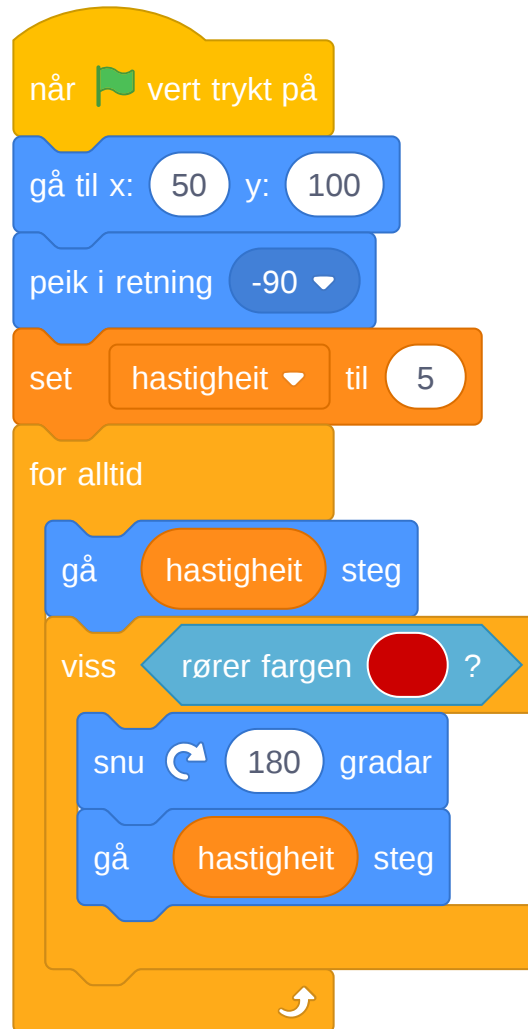 når vert trykt på
gå til x: 50 y: 100
peik i retning -90
set hastigheit til 5
for alltid
gå hastigheit steg
viss rører fargen ?
snu 180 gradar
gå hastigheit steg